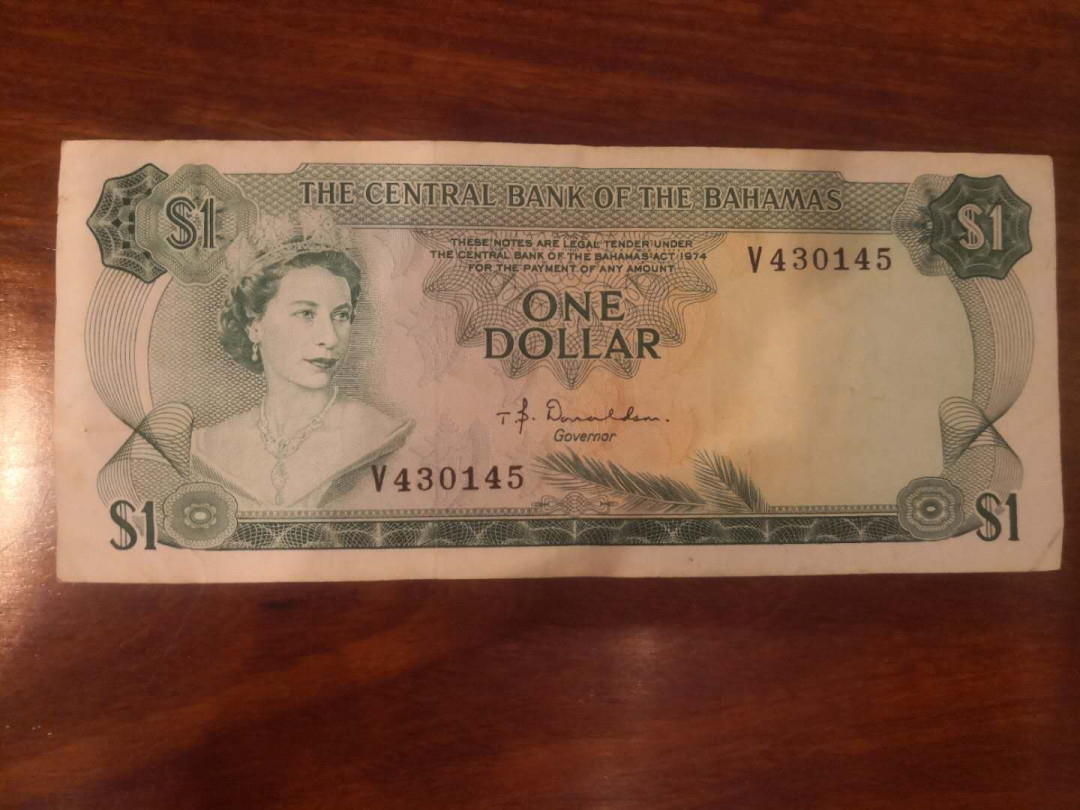 THE CENTRAL BANK OF THE BAHAMAS
$1
$1
THESE NOTES ARE LEGAL TENDER UNDER
THE CENTRAL BANK OF THE BAHAMAS ACT 1974
FOR THE PAYMENT OF ANY AMOUNT
V430145
ONE
DOLLAR
T B. Donaldson.
Governor
V430145
$1
$1